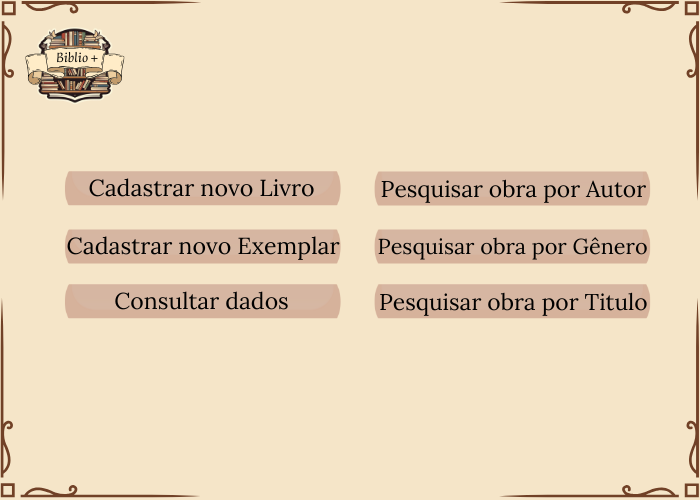 Biblio +
Cadastrar novo Livro
Cadastrar novo Exemplar
Consultar dados
Pesquisar obra por Autor
Pesquisar obra por Gênero
Pesquisar obra por Titulo